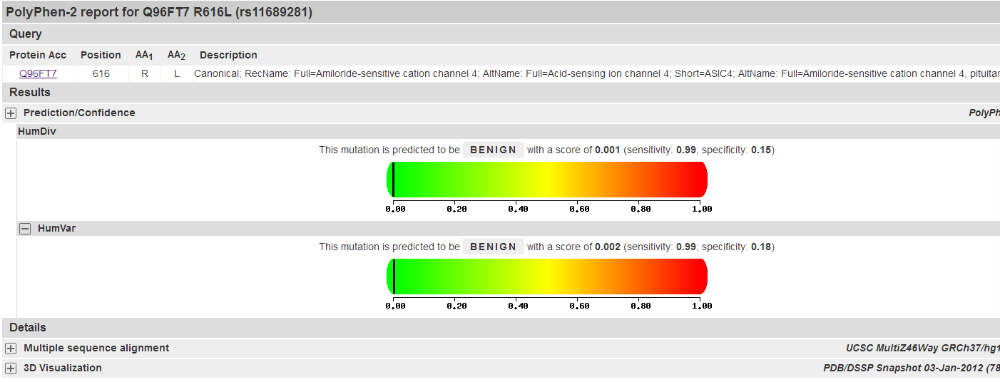 PolyPhen-2 report for Q96FT7 R616L (rs11689281)
Query
Protein Acc Position AA1 AA2 Description
Q96FT7 616 R L Canonical; RecName: Full=Amiloride-sensitive cation channel 4; AltName: Full=Acid-sensing ion channel 4; Short=ASIC4; AltName: Full=Amiloride-sensitive cation channel 4, pituitar
Results
Prediction/Confidence PolyPh
HumDiv
This mutation is predicted to be BENIGN with a score of 0.001 (sensitivity: 0.99; specificity: 0.15)
0.00 0.20 0.40 0.60 0.80 1.00
HumVar
This mutation is predicted to be BENIGN with a score of 0.002 (sensitivity: 0.99; specificity: 0.18)
0.00 0.20 0.40 0.60 0.80 1.00
Details
Multiple sequence alignment UCSC MultiZ46Way GRCh37/hg1
3D Visualization PDB/DSSP Snapshot 03-Jan-2012 (78